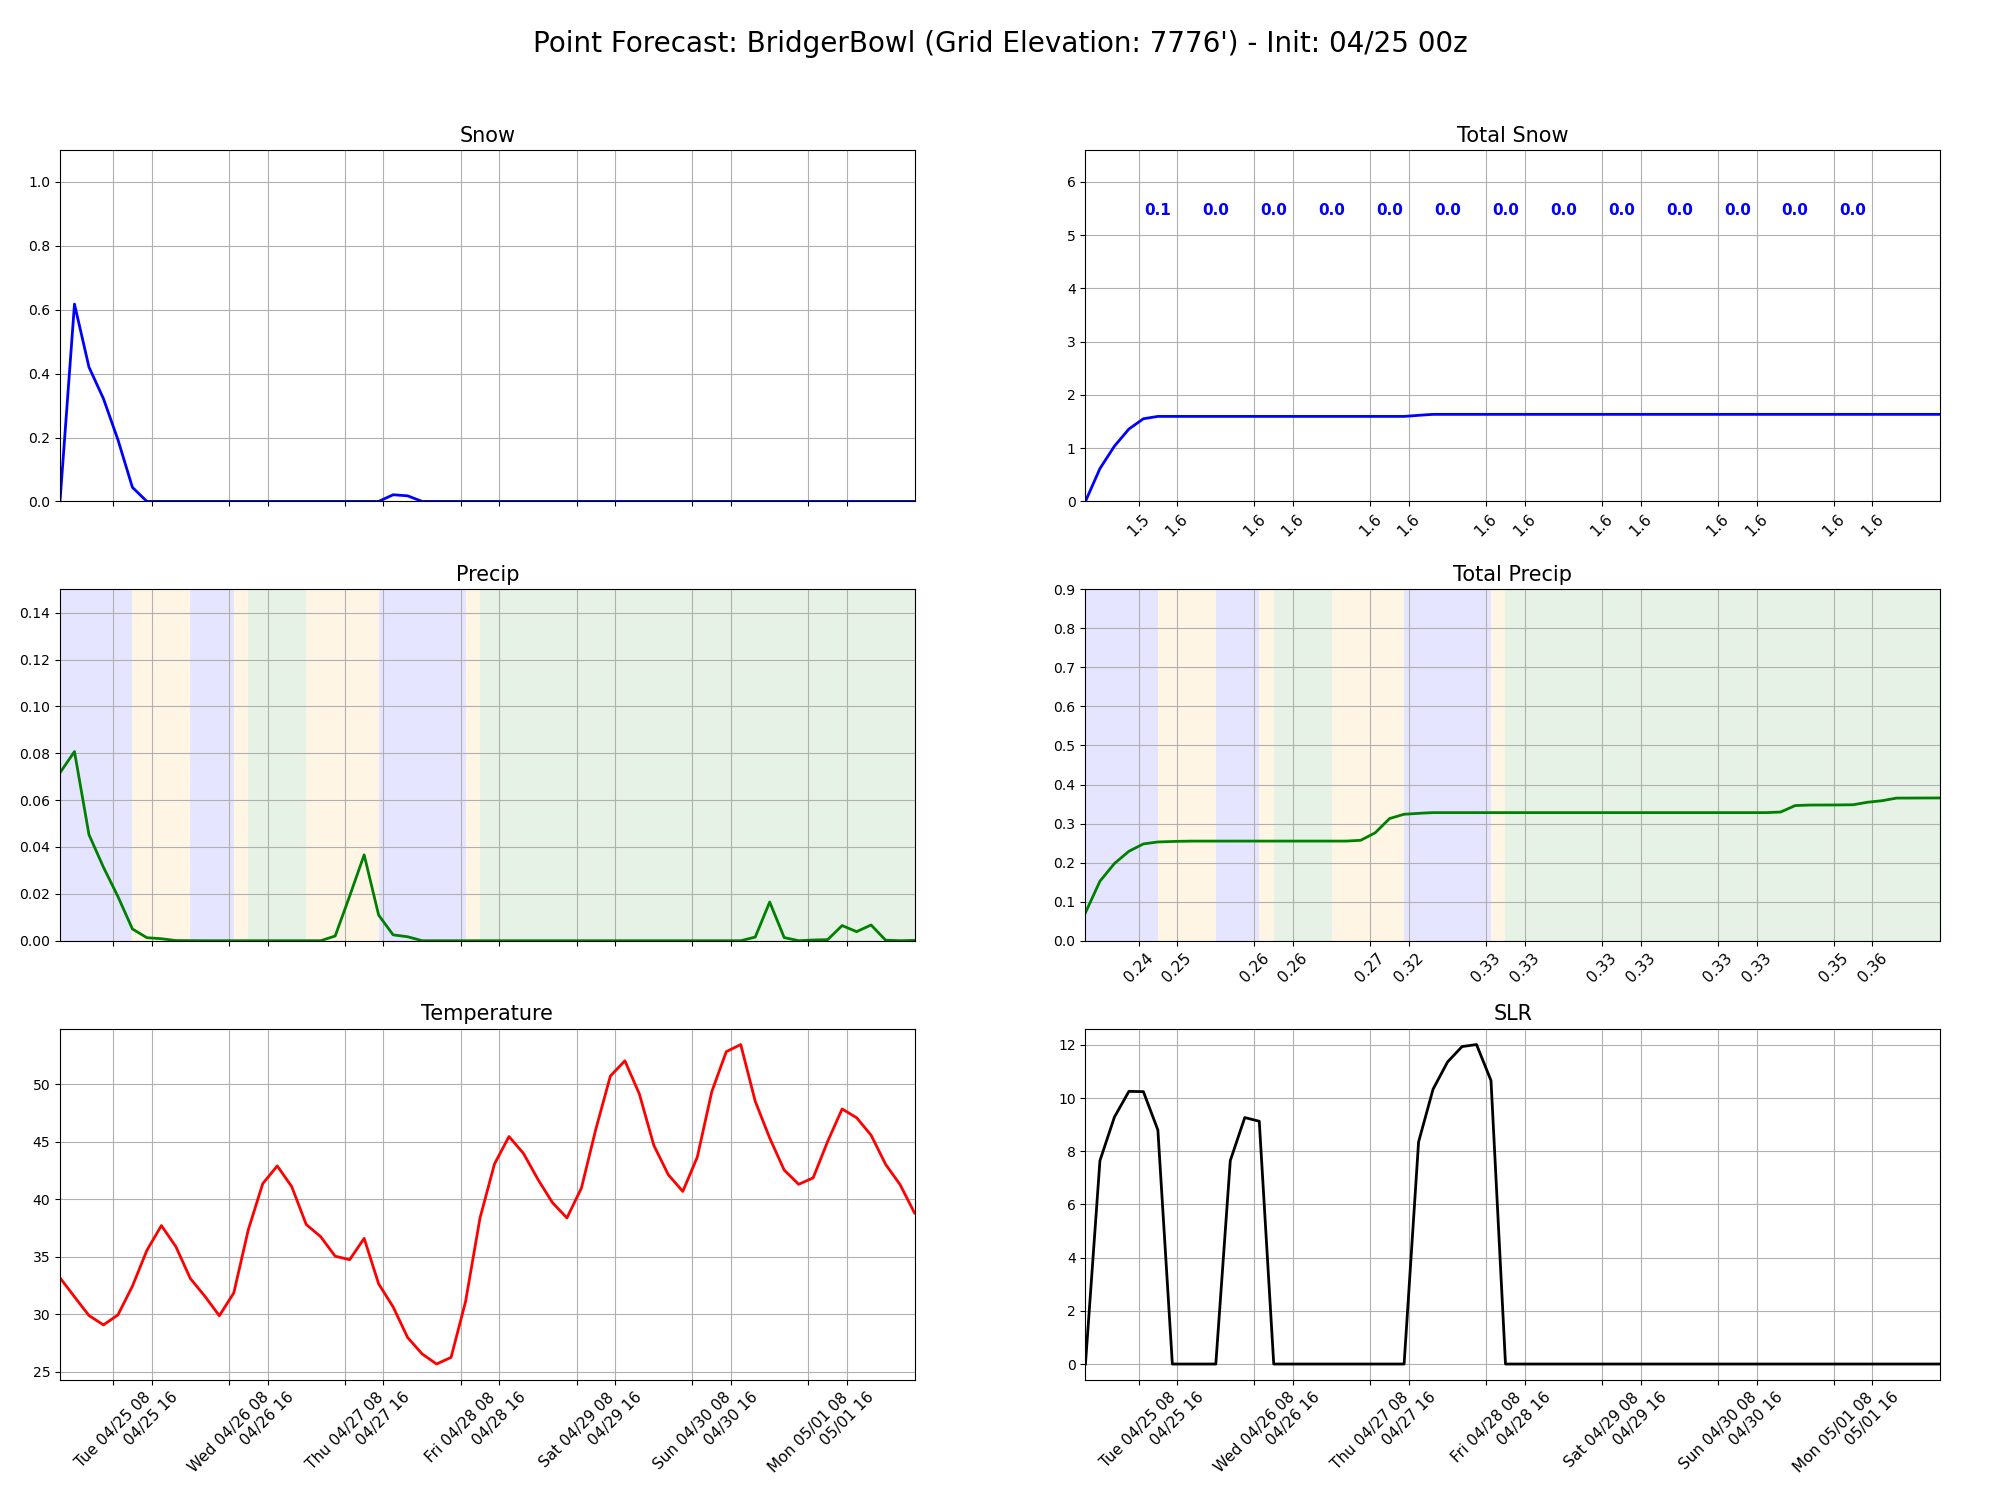 Point Forecast: BridgerBowl (Grid Elevation: 7776') - Init: 04/25 00z
Snow
1.0
0.8
0.6
0.4
0.2
0.0
Total Snow
6
5
4
3
2
1
0
0.1 0.0 0.0 0.0 0.0 0.0 0.0 0.0 0.0 0.0 0.0 0.0 0.0
1.5 1.6 1.6 1.6 1.6 1.6 1.6 1.6 1.6 1.6 1.6 1.6 1.6 1.6
Precip
0.14
0.12
0.10
0.08
0.06
0.04
0.02
0.00
Total Precip
0.9
0.8
0.7
0.6
0.5
0.4
0.3
0.2
0.1
0.0
0.24 0.25 0.26 0.26 0.27 0.32 0.33 0.33 0.33 0.33 0.33 0.33 0.35 0.36
Temperature
50
45
40
35
30
25
Tue 04/25 08
04/25 16
Wed 04/26 08
04/26 16
Thu 04/27 08
04/27 16
Fri 04/28 08
04/28 16
Sat 04/29 08
04/29 16
Sun 04/30 08
04/30 16
Mon 05/01 08
05/01 16
SLR
12
10
8
6
4
2
0
Tue 04/25 08
04/25 16
Wed 04/26 08
04/26 16
Thu 04/27 08
04/27 16
Fri 04/28 08
04/28 16
Sat 04/29 08
04/29 16
Sun 04/30 08
04/30 16
Mon 05/01 08
05/01 16